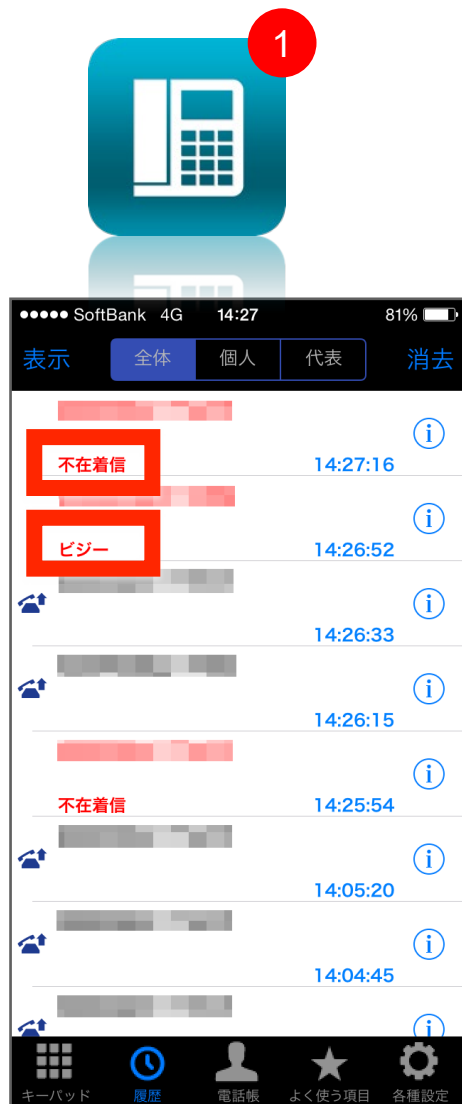 1
●●●●● SoftBank 4G 14:27 81%
表示 全体 個人 代表 消去
不在着信 14:27:16
ビジー 14:26:52
14:26:33
14:26:15
不在着信 14:25:54
14:05:20
14:04:45
キーパッド 履歴 電話帳 よく使う項目 各種設定